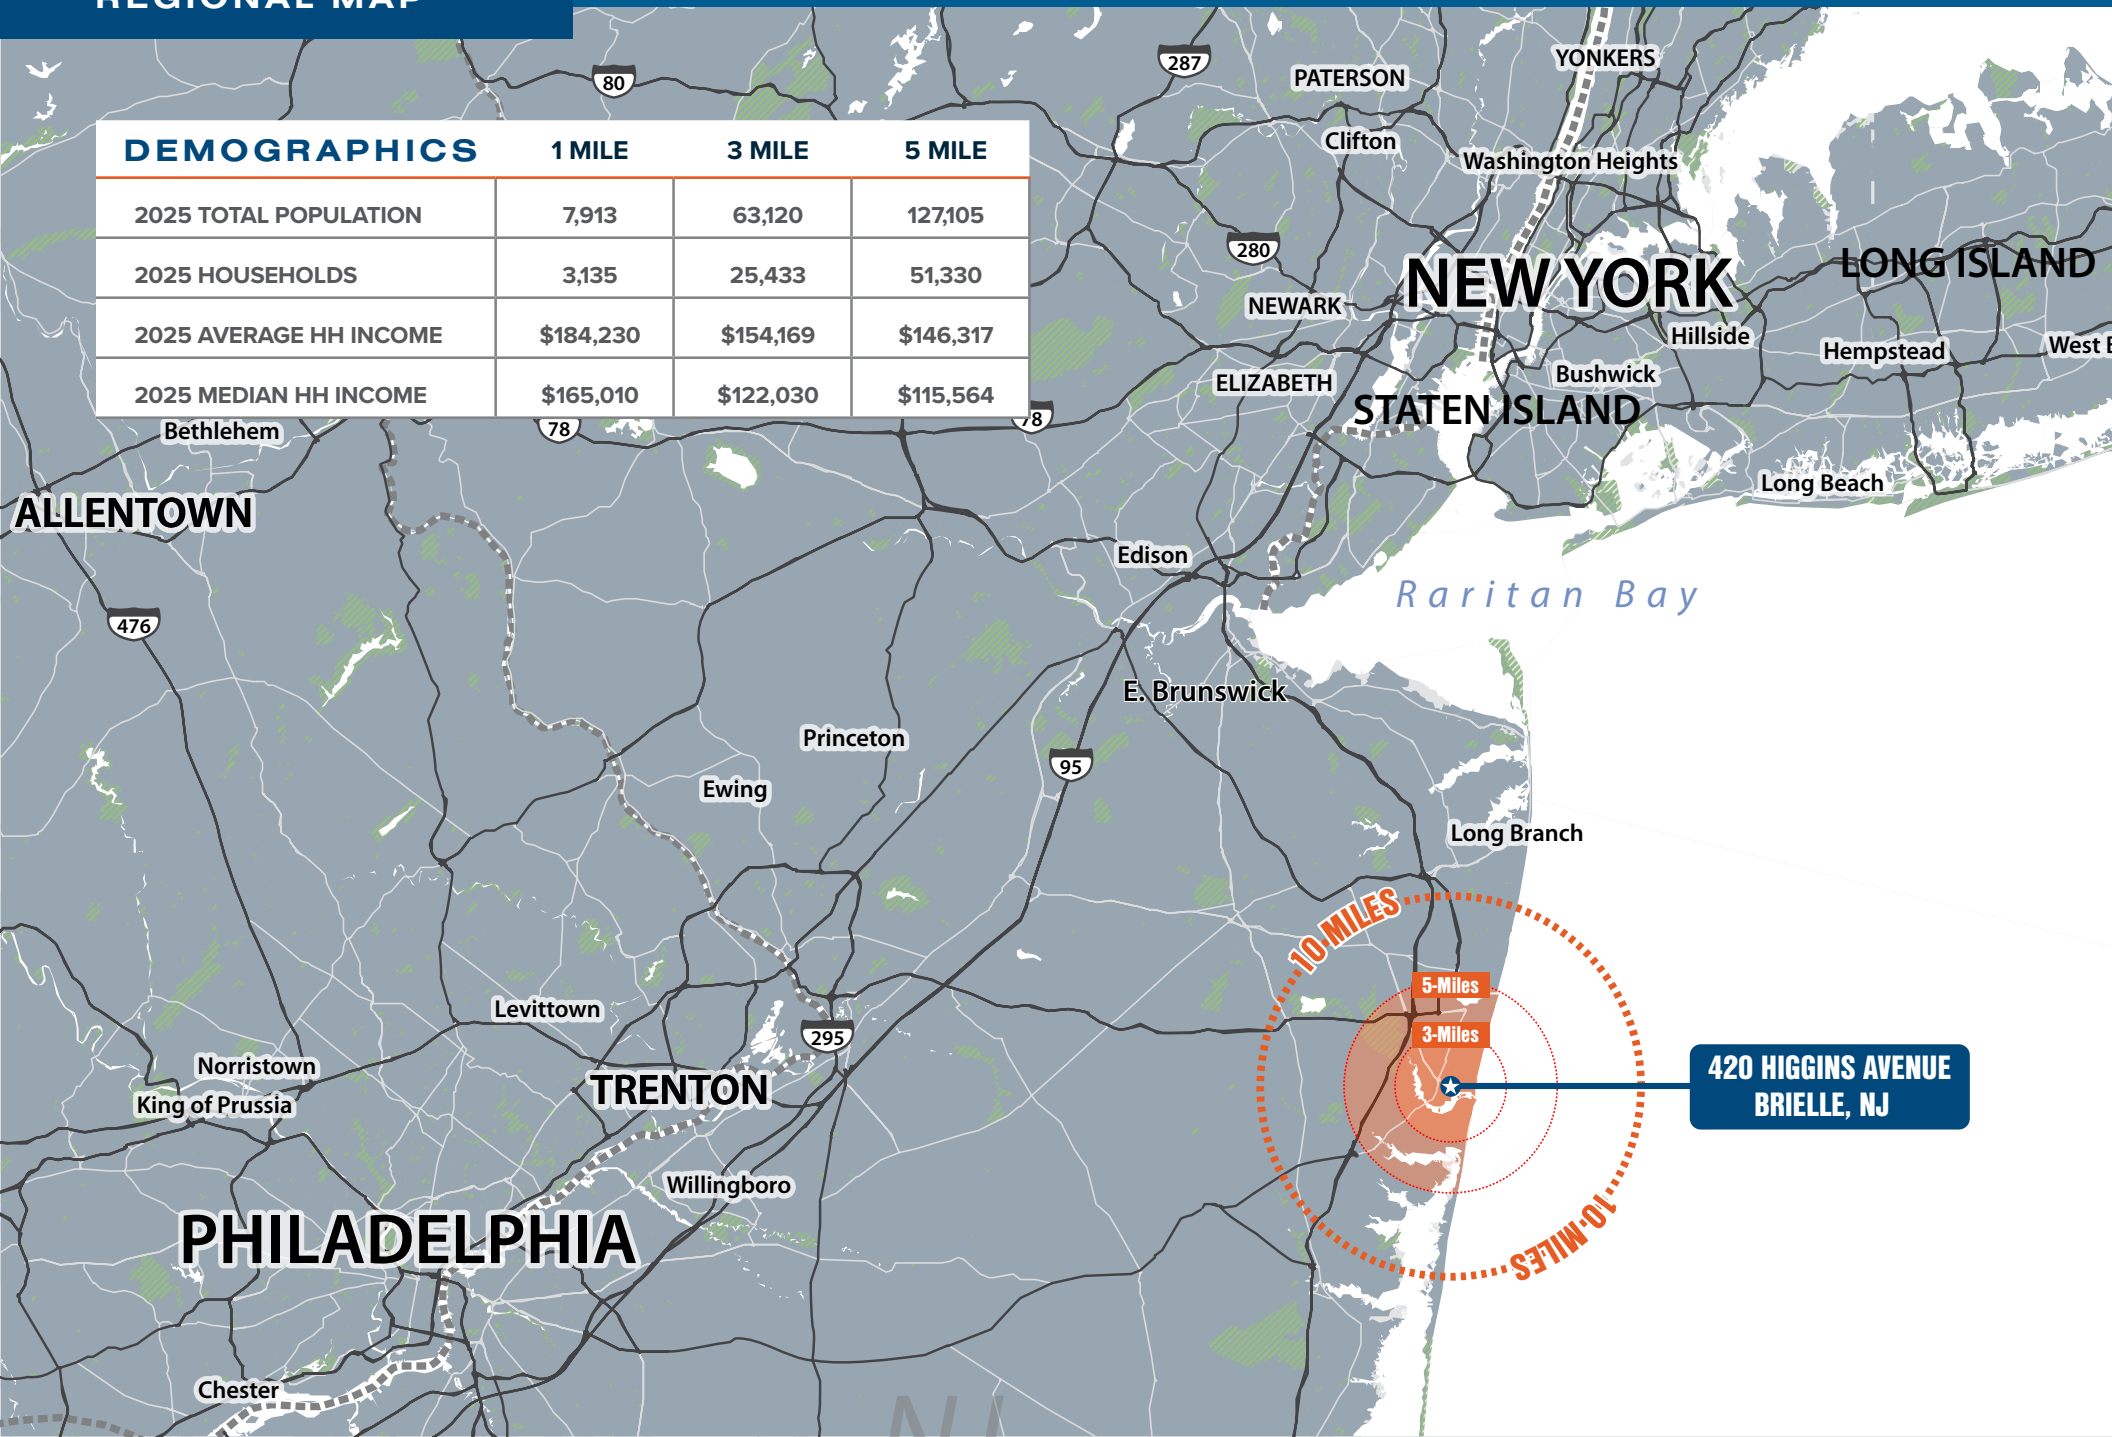 REGIONAL MAP
DEMOGRAPHICS 1 MILE 3 MILE 5 MILE
2025 TOTAL POPULATION 7,913 63,120 127,105
2025 HOUSEHOLDS 3,135 25,433 51,330
2025 AVERAGE HH INCOME $184,230 $154,169 $146,317
2025 MEDIAN HH INCOME $165,010 $122,030 $115,564
80
287
PATERSON
YONKERS
Clifton
Washington Heights
280
NEW YORK
LONG ISLAND
NEWARK
Hillside
Hempstead
West
ELIZABETH
Bushwick
STATEN ISLAND
Bethlehem
78
78
Long Beach
ALLENTOWN
Edison
Raritan Bay
476
E. Brunswick
Princeton
95
Ewing
Long Branch
10 MILES
5-Miles
Levittown
295
3-Miles
Norristown
TRENTON
420 HIGGINS AVENUE
BRIELLE, NJ
King of Prussia
Willingboro
10 MILES
PHILADELPHIA
Chester
NJ